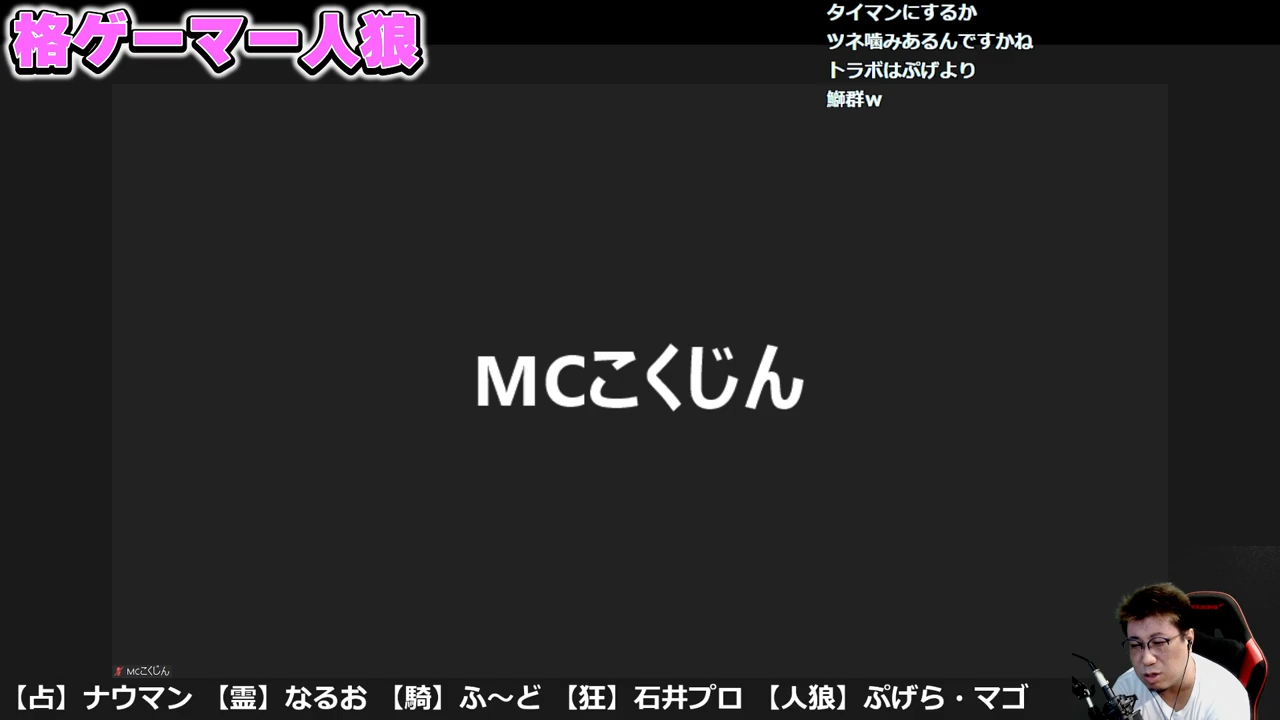 格ゲーマー人狼
タイマンにするか
ツネ噛みあるんですかね
トラボはぷげより
鰤群w
MCこくじん
MCこくじん
【占】ナウマン 【霊】なるお 【騎】ふ～ど 【狂】石井プロ 【人狼】ぷげら・マゴ